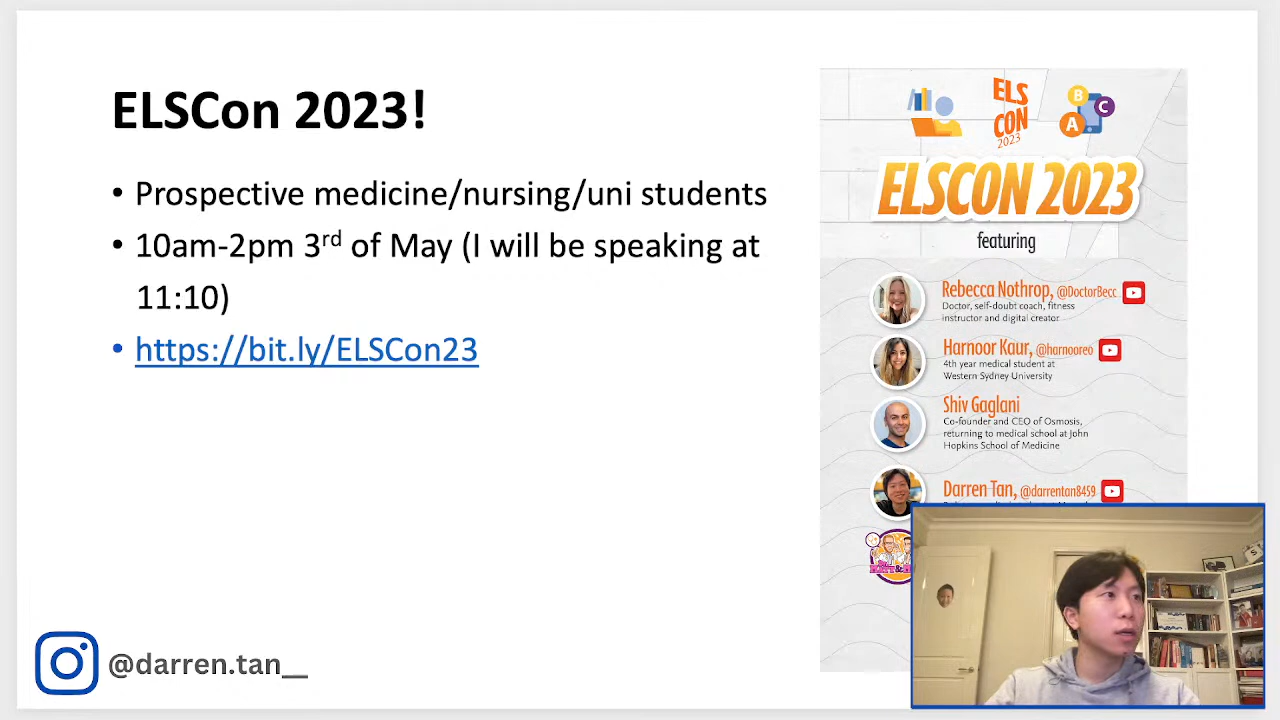 ELSCon 2023!
• Prospective medicine/nursing/uni students
• 10am-2pm 3rd of May (I will be speaking at
11:10)
• https://bit.ly/ELSCon23
@darren.tan__
ELS
CON
2023
B
C
A
ELSCON 2023
featuring
Rebecca Nothrop, @DoctorBecc
Doctor, self-doubt coach, fitness
instructor and digital creator
Harnoor Kaur, @harnooreo
4th year medical student at
Western Sydney University
Shiv Gaglani
Co-founder and CEO of Osmosis,
returning to medical school at John
Hopkins School of Medicine
Darren Tan, @darrentan8459